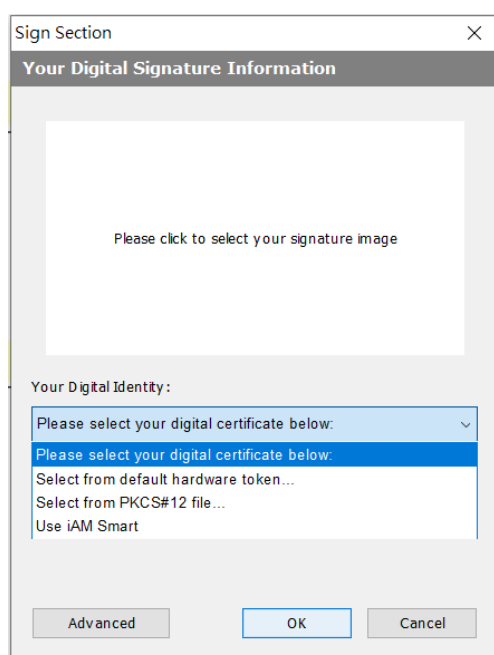 Sign Section
Your Digital Signature Information
Please click to select your signature image
Your Digital Identity:
Please select your digital certificate below:
Please select your digital certificate below:
Select from default hardware token...
Select from PKCS#12 file...
Use iAM Smart
Advanced OK Cancel